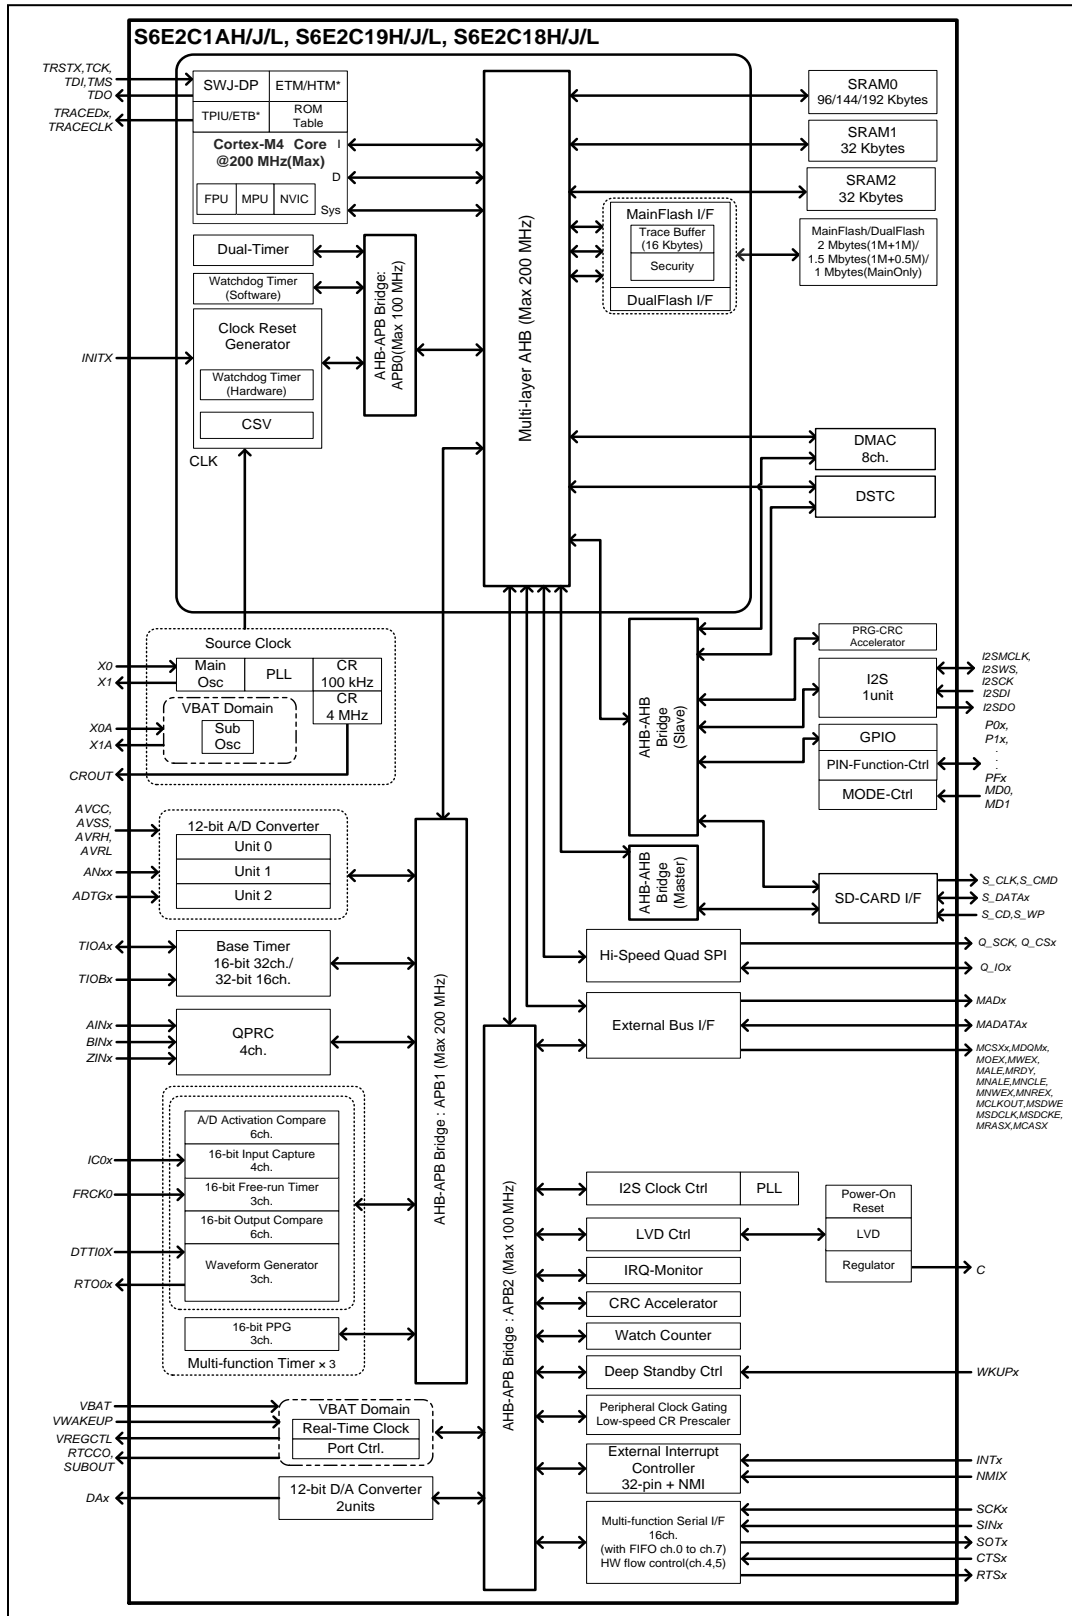 S6E2C1AH/J/L, S6E2C19H/J/L, S6E2C18H/J/L
TRSTX,TCK,
TDI,TMS
TDO
TRACEDx,
TRACECLK
SWJ-DP
ETM/HTM*
TPIU/ETB*
ROM
Table
Cortex-M4 Core
@200 MHz(Max)
I
D
Sys
FPU
MPU
NVIC
Dual-Timer
Watchdog Timer
(Software)
Clock Reset
Generator
Watchdog Timer
(Hardware)
CSV
CLK
INITX
AHB-APB Bridge:
APB0(Max 100 MHz)
Multi-layer AHB (Max 200 MHz)
MainFlash I/F
Trace Buffer
(16 Kbytes)
Security
DualFlash I/F
SRAM0
96/144/192 Kbytes
SRAM1
32 Kbytes
SRAM2
32 Kbytes
MainFlash/DualFlash
2 Mbytes(1M+1M)/
1.5 Mbytes(1M+0.5M)/
1 Mbytes(MainOnly)
DMAC
8ch.
DSTC
Source Clock
Main
Osc
PLL
CR
100 kHz
CR
4 MHz
VBAT Domain
Sub
Osc
X0
X1
X0A
X1A
CROUT
AHB-AHB
Bridge
(Slave)
AHB-AHB
Bridge
(Master)
PRG-CRC
Accelerator
I2S
1unit
GPIO
PIN-Function-Ctrl
MODE-Ctrl
SD-CARD I/F
I2SMCLK,
I2SWS,
I2SCK
I2SDI
I2SDO
P0x,
P1x,
.
.
PFx
MD0,
MD1
S_CLK,S_CMD
S_DATAx
S_CD,S_WP
AVCC,
AVSS,
AVRH,
AVRL
ANxx
ADTGx
12-bit A/D Converter
Unit 0
Unit 1
Unit 2
TIOAx
TIOBx
Base Timer
16-bit 32ch./
32-bit 16ch.
AINx
BINx
ZINx
QPRC
4ch.
A/D Activation Compare
6ch.
16-bit Input Capture
4ch.
16-bit Free-run Timer
3ch.
16-bit Output Compare
6ch.
Waveform Generator
3ch.
16-bit PPG
3ch.
Multi-function Timer × 3
IC0x
FRCK0
DTTI0X
RTO0x
AHB-APB Bridge : APB1 (Max 200 MHz)
AHB-APB Bridge : APB2 (Max 100 MHz)
Hi-Speed Quad SPI
Q_SCK, Q_CSx
Q_IOx
External Bus I/F
MADx
MADATAx
MCSXx,MDQMx,
MOEX,MWEX,
MALE,MRDY,
MNALE,MNCLE,
MNWEX,MNREX,
MCLKOUT,MSDWE
MSDCLK,MSDCKE,
MRASX,MCASX
I2S Clock Ctrl
PLL
LVD Ctrl
IRQ-Monitor
CRC Accelerator
Watch Counter
Deep Standby Ctrl
Peripheral Clock Gating
Low-speed CR Prescaler
External Interrupt
Controller
32-pin + NMI
Multi-function Serial I/F
16ch.
(with FIFO ch.0 to ch.7)
HW flow control(ch.4,5)
Power-On
Reset
LVD
Regulator
C
WKUPx
INTx
NMIX
SCKx
SINx
SOTx
CTSx
RTSx
VBAT
VWAKEUP
VREGCTL
RTCCO,
SUBOUT
VBAT Domain
Real-Time Clock
Port Ctrl.
DAx
12-bit D/A Converter
2units